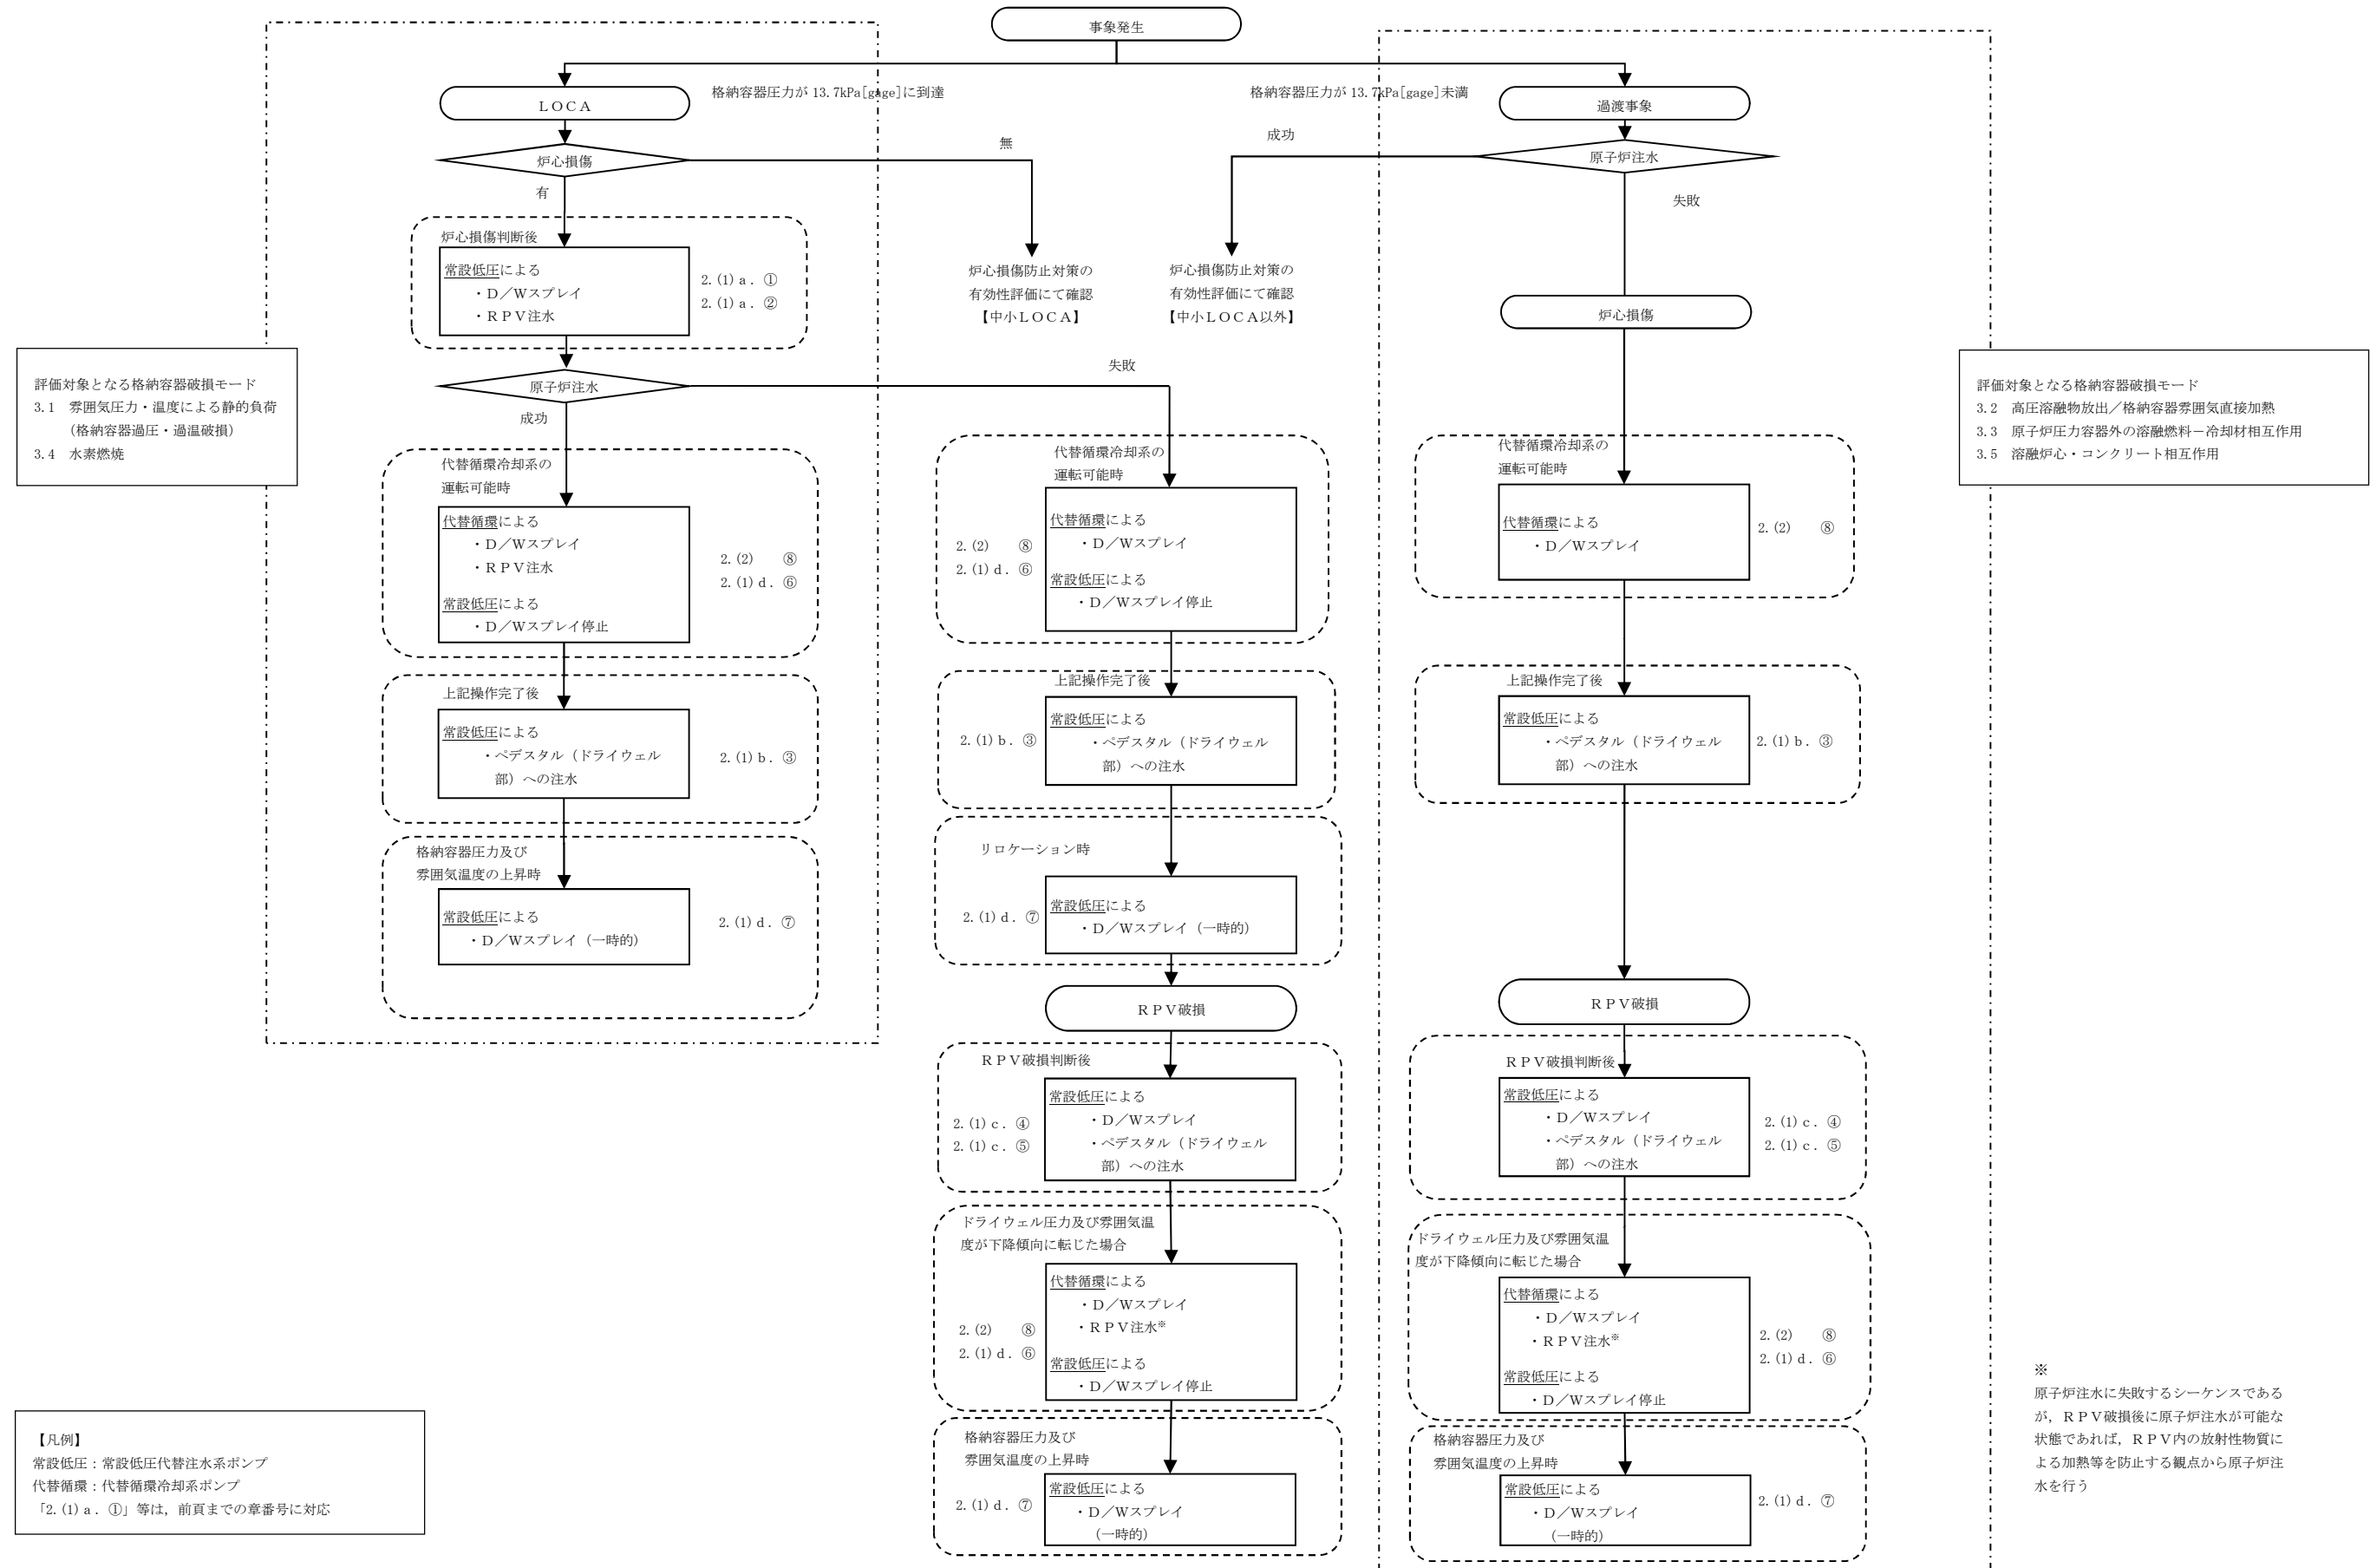 事象発生
格納容器圧力が 13.7kPa[gage]に到達
格納容器圧力が 13.7kPa[gage]未満
ＬＯＣＡ
炉心損傷
無
有
炉心損傷防止対策の
有効性評価にて確認
【中小ＬＯＣＡ】
炉心損傷判断後
常設低圧による
・Ｄ／Ｗスプレイ
・ＲＰＶ注水
2.(1)ａ．①
2.(1)ａ．②
原子炉注水
成功
失敗
評価対象となる格納容器破損モード
3.1　雰囲気圧力・温度による静的負荷
（格納容器過圧・過温破損）
3.4　水素燃焼
代替循環冷却系の
運転可能時
代替循環による
・Ｄ／Ｗスプレイ
・ＲＰＶ注水
常設低圧による
・Ｄ／Ｗスプレイ停止
2.(2)　　⑧
2.(1)ｄ．⑥
上記操作完了後
常設低圧による
・ペデスタル（ドライウェル
部）への注水
2.(1)ｂ．③
格納容器圧力及び
雰囲気温度の上昇時
常設低圧による
・Ｄ／Ｗスプレイ（一時的）
2.(1)ｄ．⑦
代替循環冷却系の
運転可能時
代替循環による
・Ｄ／Ｗスプレイ
常設低圧による
・Ｄ／Ｗスプレイ停止
2.(2)　　⑧
2.(1)ｄ．⑥
上記操作完了後
常設低圧による
・ペデスタル（ドライウェル
部）への注水
2.(1)ｂ．③
リロケーション時
常設低圧による
・Ｄ／Ｗスプレイ（一時的）
2.(1)ｄ．⑦
ＲＰＶ破損
ＲＰＶ破損判断後
常設低圧による
・Ｄ／Ｗスプレイ
・ペデスタル（ドライウェル
部）への注水
2.(1)ｃ．④
2.(1)ｃ．⑤
ドライウェル圧力及び雰囲気温
度が下降傾向に転じた場合
代替循環による
・Ｄ／Ｗスプレイ
・ＲＰＶ注水※
常設低圧による
・Ｄ／Ｗスプレイ停止
2.(2)　　⑧
2.(1)ｄ．⑥
格納容器圧力及び
雰囲気温度の上昇時
常設低圧による
・Ｄ／Ｗスプレイ
（一時的）
2.(1)ｄ．⑦
過渡事象
原子炉注水
成功
失敗
炉心損傷防止対策の
有効性評価にて確認
【中小ＬＯＣＡ以外】
炉心損傷
評価対象となる格納容器破損モード
3.2　高圧溶融物放出／格納容器雰囲気直接加熱
3.3　原子炉圧力容器外の溶融燃料－冷却材相互作用
3.5　溶融炉心・コンクリート相互作用
代替循環冷却系の
運転可能時
代替循環による
・Ｄ／Ｗスプレイ
2.(2)　　⑧
上記操作完了後
常設低圧による
・ペデスタル（ドライウェル
部）への注水
2.(1)ｂ．③
ＲＰＶ破損
ＲＰＶ破損判断後
常設低圧による
・Ｄ／Ｗスプレイ
・ペデスタル（ドライウェル
部）への注水
2.(1)ｃ．④
2.(1)ｃ．⑤
ドライウェル圧力及び雰囲気温
度が下降傾向に転じた場合
代替循環による
・Ｄ／Ｗスプレイ
・ＲＰＶ注水※
常設低圧による
・Ｄ／Ｗスプレイ停止
2.(2)　　⑧
2.(1)ｄ．⑥
格納容器圧力及び
雰囲気温度の上昇時
常設低圧による
・Ｄ／Ｗスプレイ
（一時的）
2.(1)ｄ．⑦
※
原子炉注水に失敗するシーケンスである
が，ＲＰＶ破損後に原子炉注水が可能な
状態であれば，ＲＰＶ内の放射性物質に
よる加熱等を防止する観点から原子炉注
水を行う
【凡例】
常設低圧：常設低圧代替注水系ポンプ
代替循環：代替循環冷却系ポンプ
「2.(1)ａ．①」等は，前頁までの章番号に対応